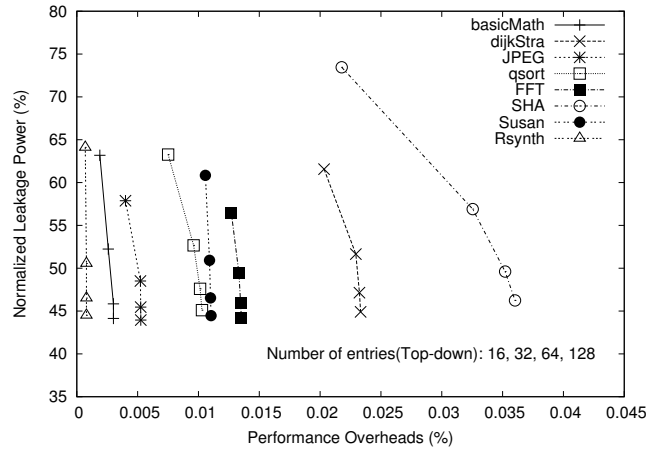 80
75
70
65
60
55
50
45
40
35
Normalized Leakage Power (%)
basicMath
dijkStra
JPEG
qsort
FFT
SHA
Susan
Rsynth
Number of entries(Top-down): 16, 32, 64, 128
0 0.005 0.01 0.015 0.02 0.025 0.03 0.035 0.04 0.045
Performance Overheads (%)